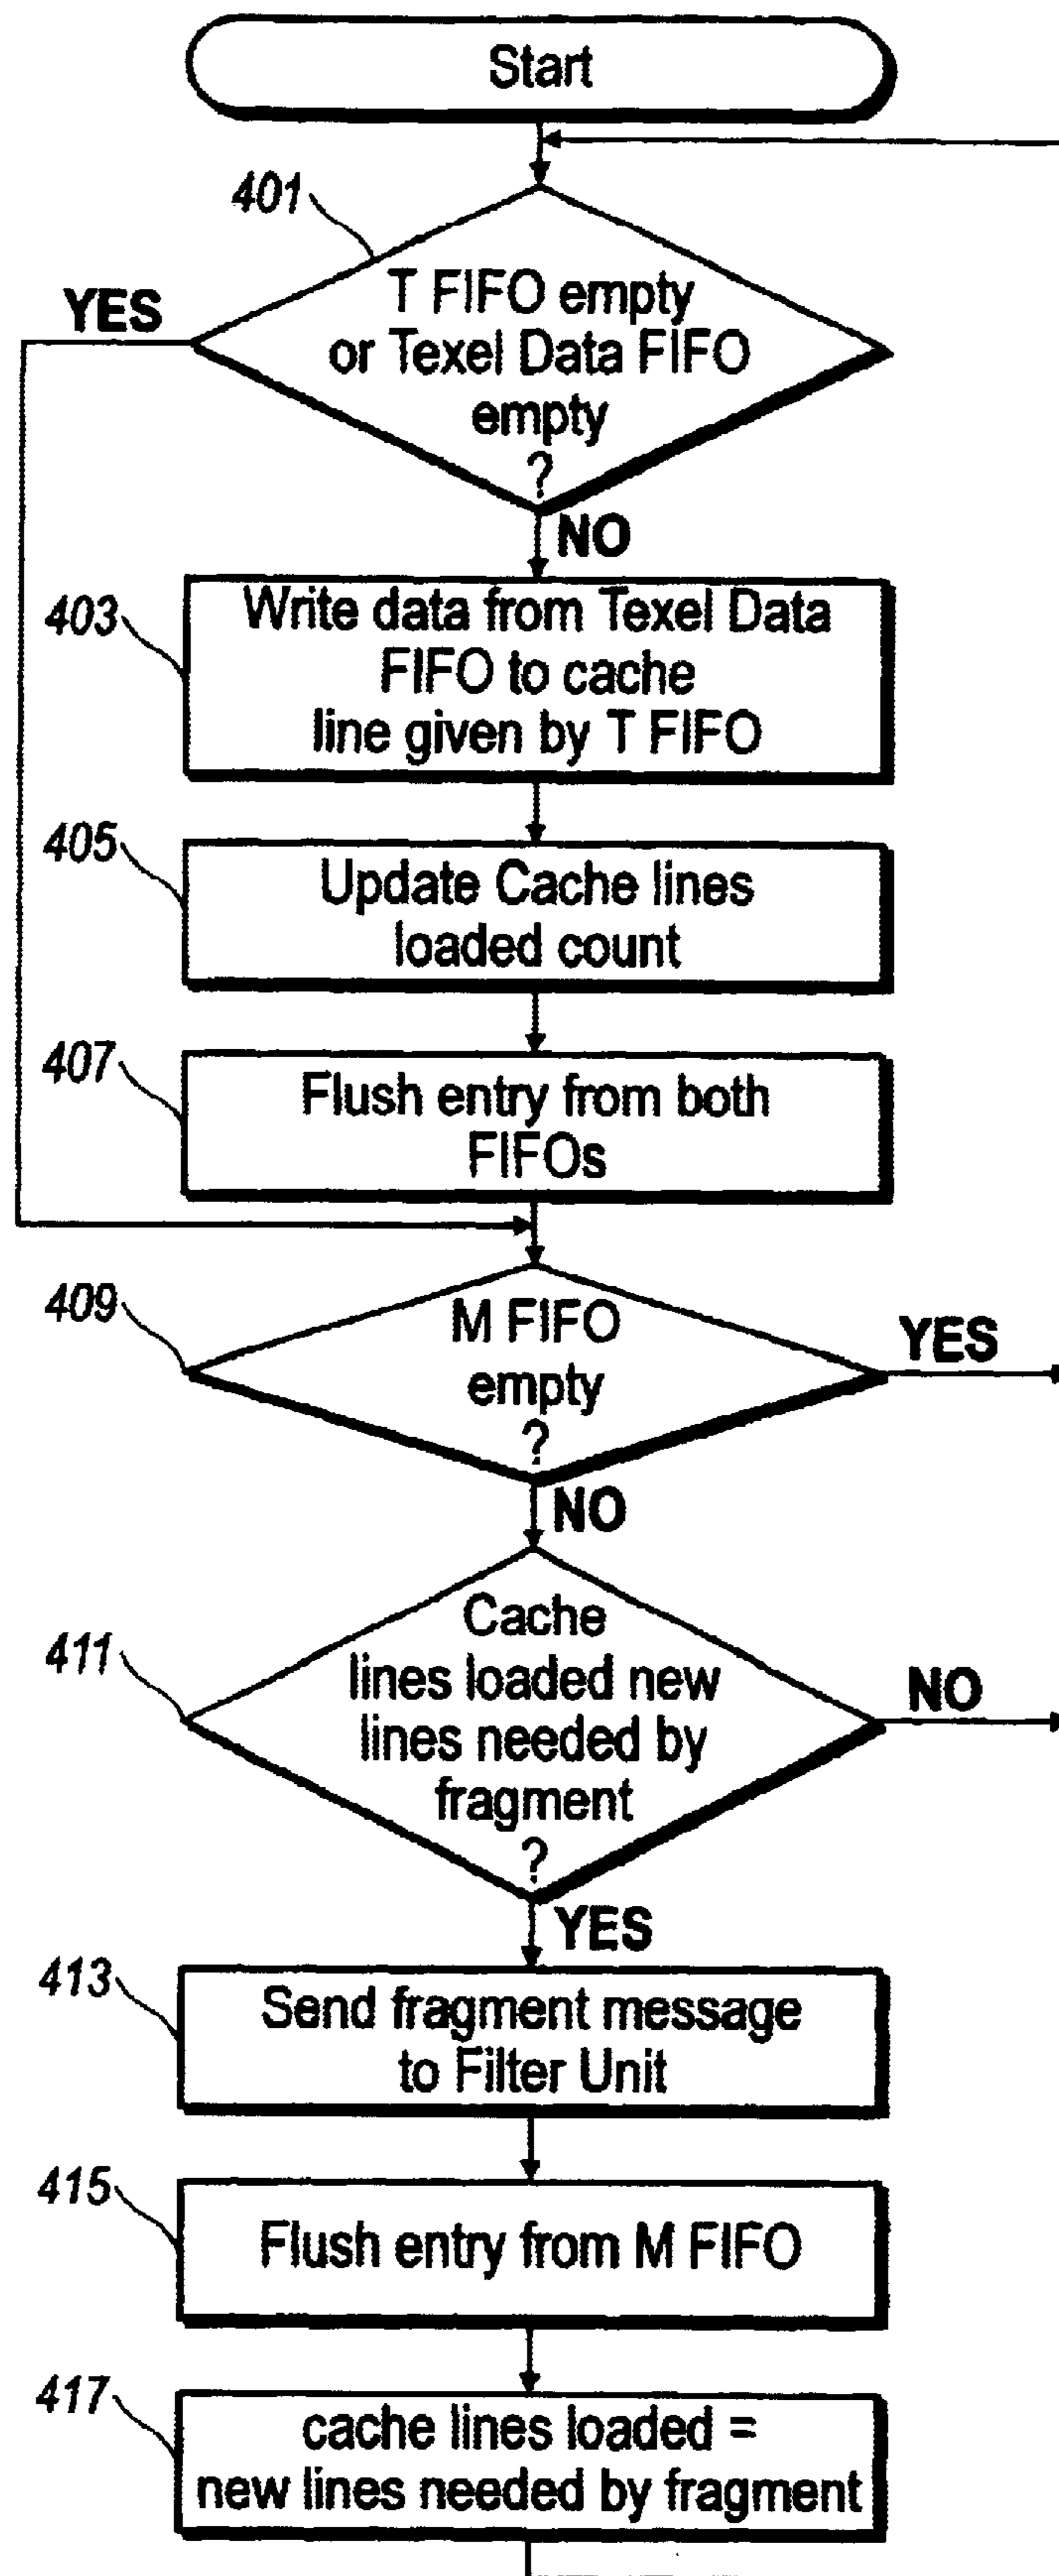 Start
401
YES
T FIFO empty
or Texel Data FIFO
empty
?
NO
403
Write data from Texel Data
FIFO to cache
line given by T FIFO
405
Update Cache lines
loaded count
407
Flush entry from both
FIFOs
409
M FIFO
empty
?
YES
NO
411
Cache
lines loaded new
lines needed by
fragment
?
NO
YES
413
Send fragment message
to Filter Unit
415
Flush entry from M FIFO
417
cache lines loaded =
new lines needed by fragment